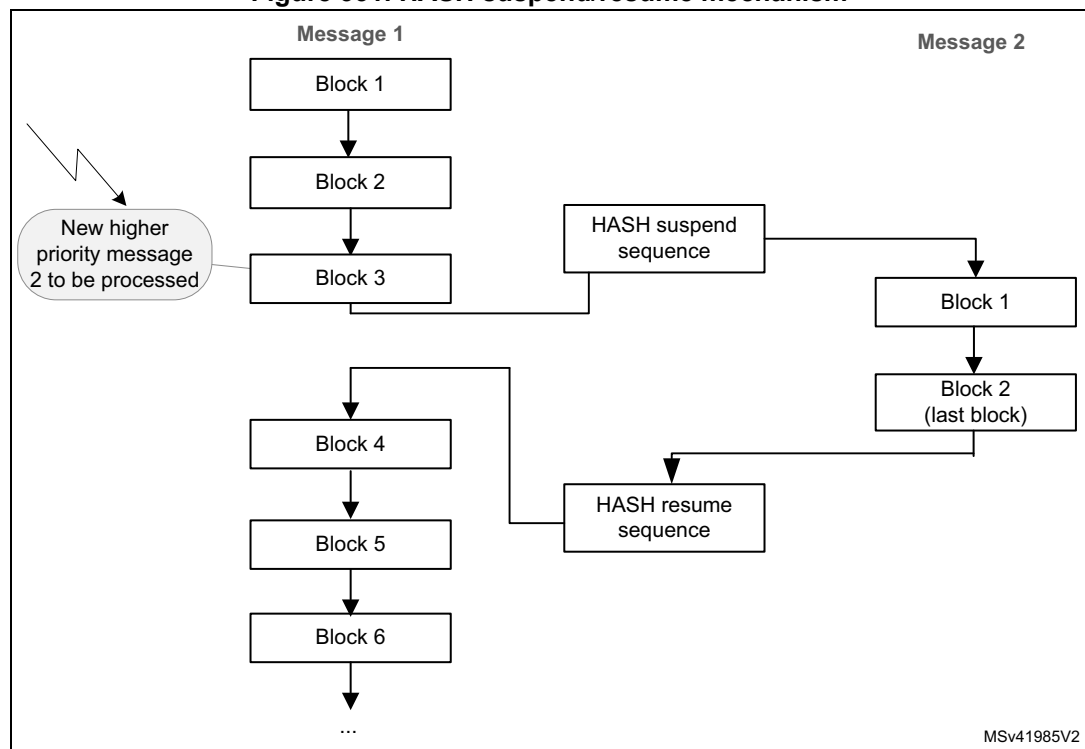 Message 1
Message 2
Block 1
Block 2
New higher
priority message
2 to be processed
Block 3
HASH suspend
sequence
Block 1
Block 2
(last block)
Block 4
HASH resume
sequence
Block 5
Block 6
...
MSv41985V2